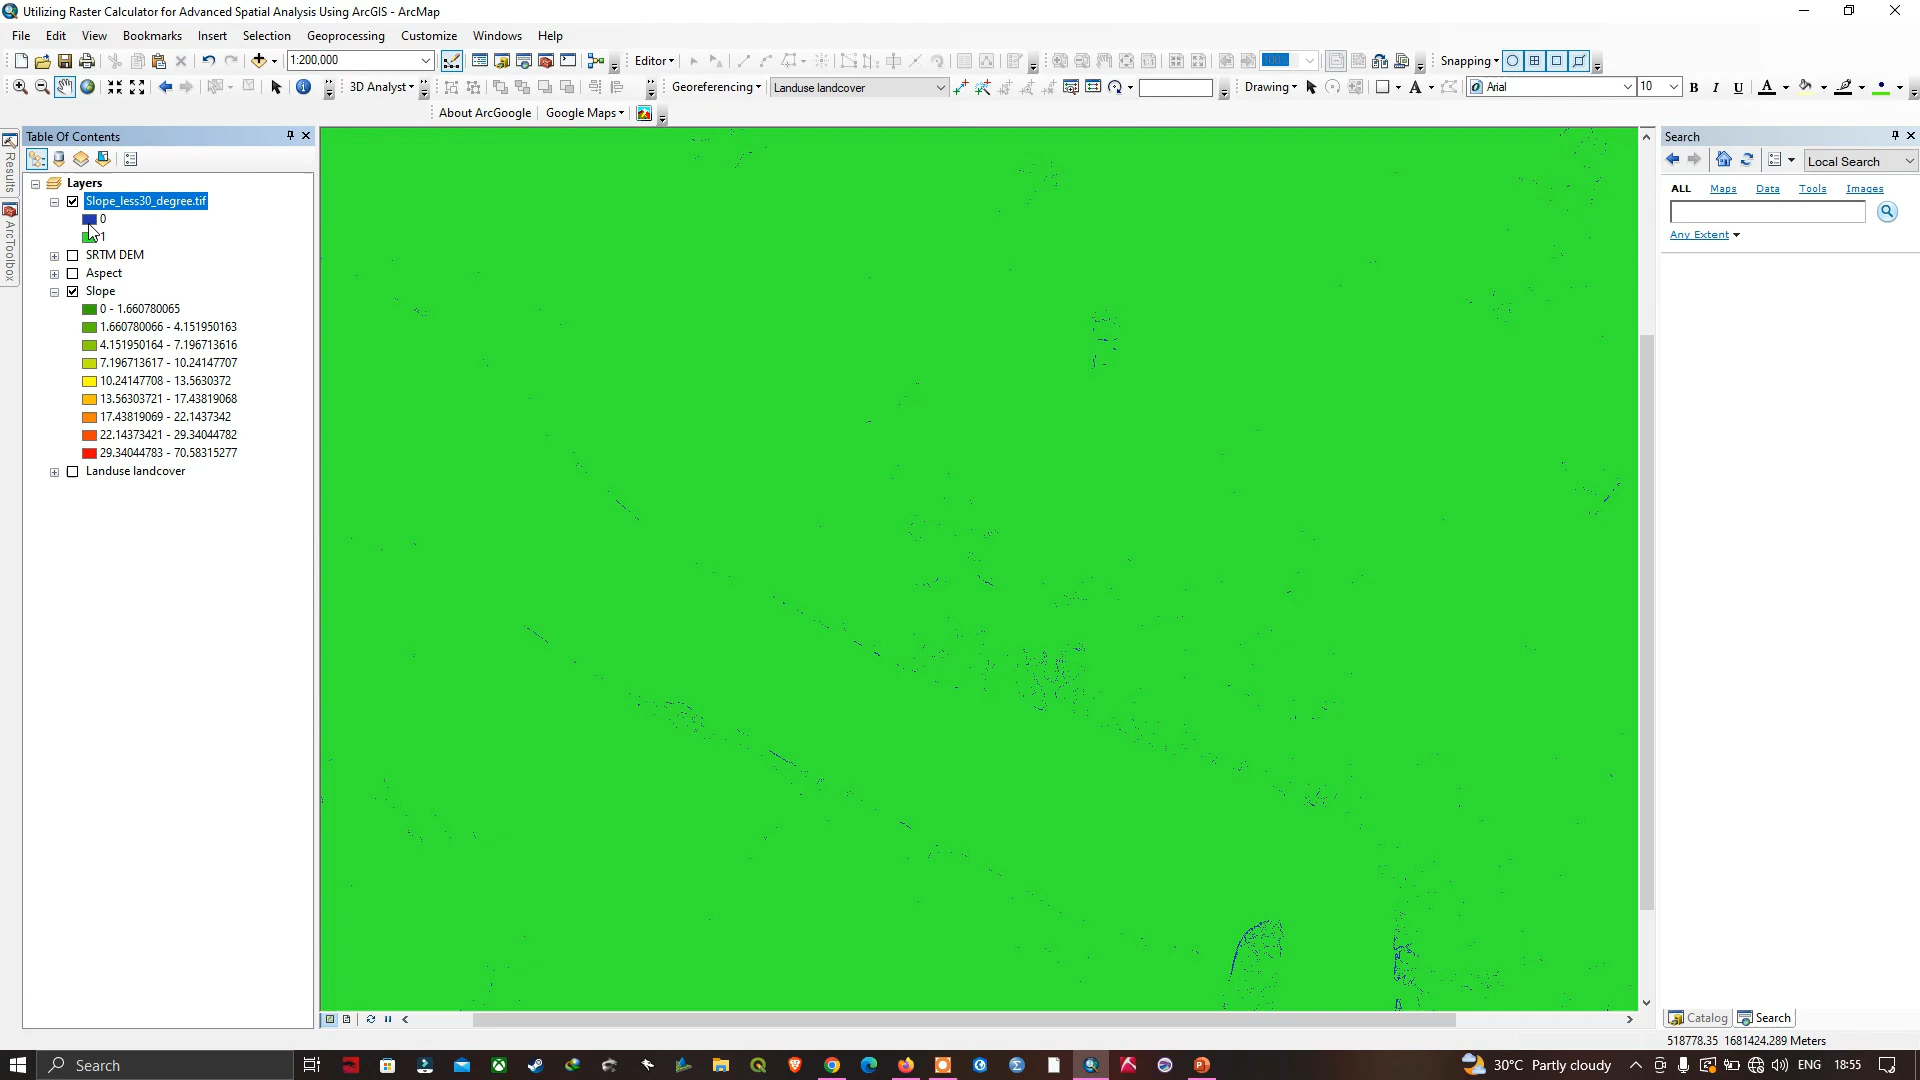 Utilizing Raster Calculator for Advanced Spatial Analysis Using ArcGIS - ArcMap
File Edit View Bookmarks Insert Selection Geoprocessing Customize Windows Help
1:200,000 Editor 100% Snapping
3D Analyst Georeferencing Landuse landcover Drawing A Arial 10 B I U A
About ArcGoogle Google Maps
Table Of Contents
Results
ArcToolbox
Layers
Slope_less30_degree.tif
0
1
SRTM DEM
Aspect
Slope
0 - 1.660780065
1.660780066 - 4.151950163
4.151950164 - 7.196713616
7.196713617 - 10.24147707
10.24147708 - 13.5630372
13.56303721 - 17.43819068
17.43819069 - 22.1437342
22.14373421 - 29.34044782
29.34044783 - 70.58315277
Landuse landcover
Search
Local Search
ALL Maps Data Tools Images
Any Extent
Catalog Search
518778.35 1681424.289 Meters
Search
30°C Partly cloudy ENG 18:55